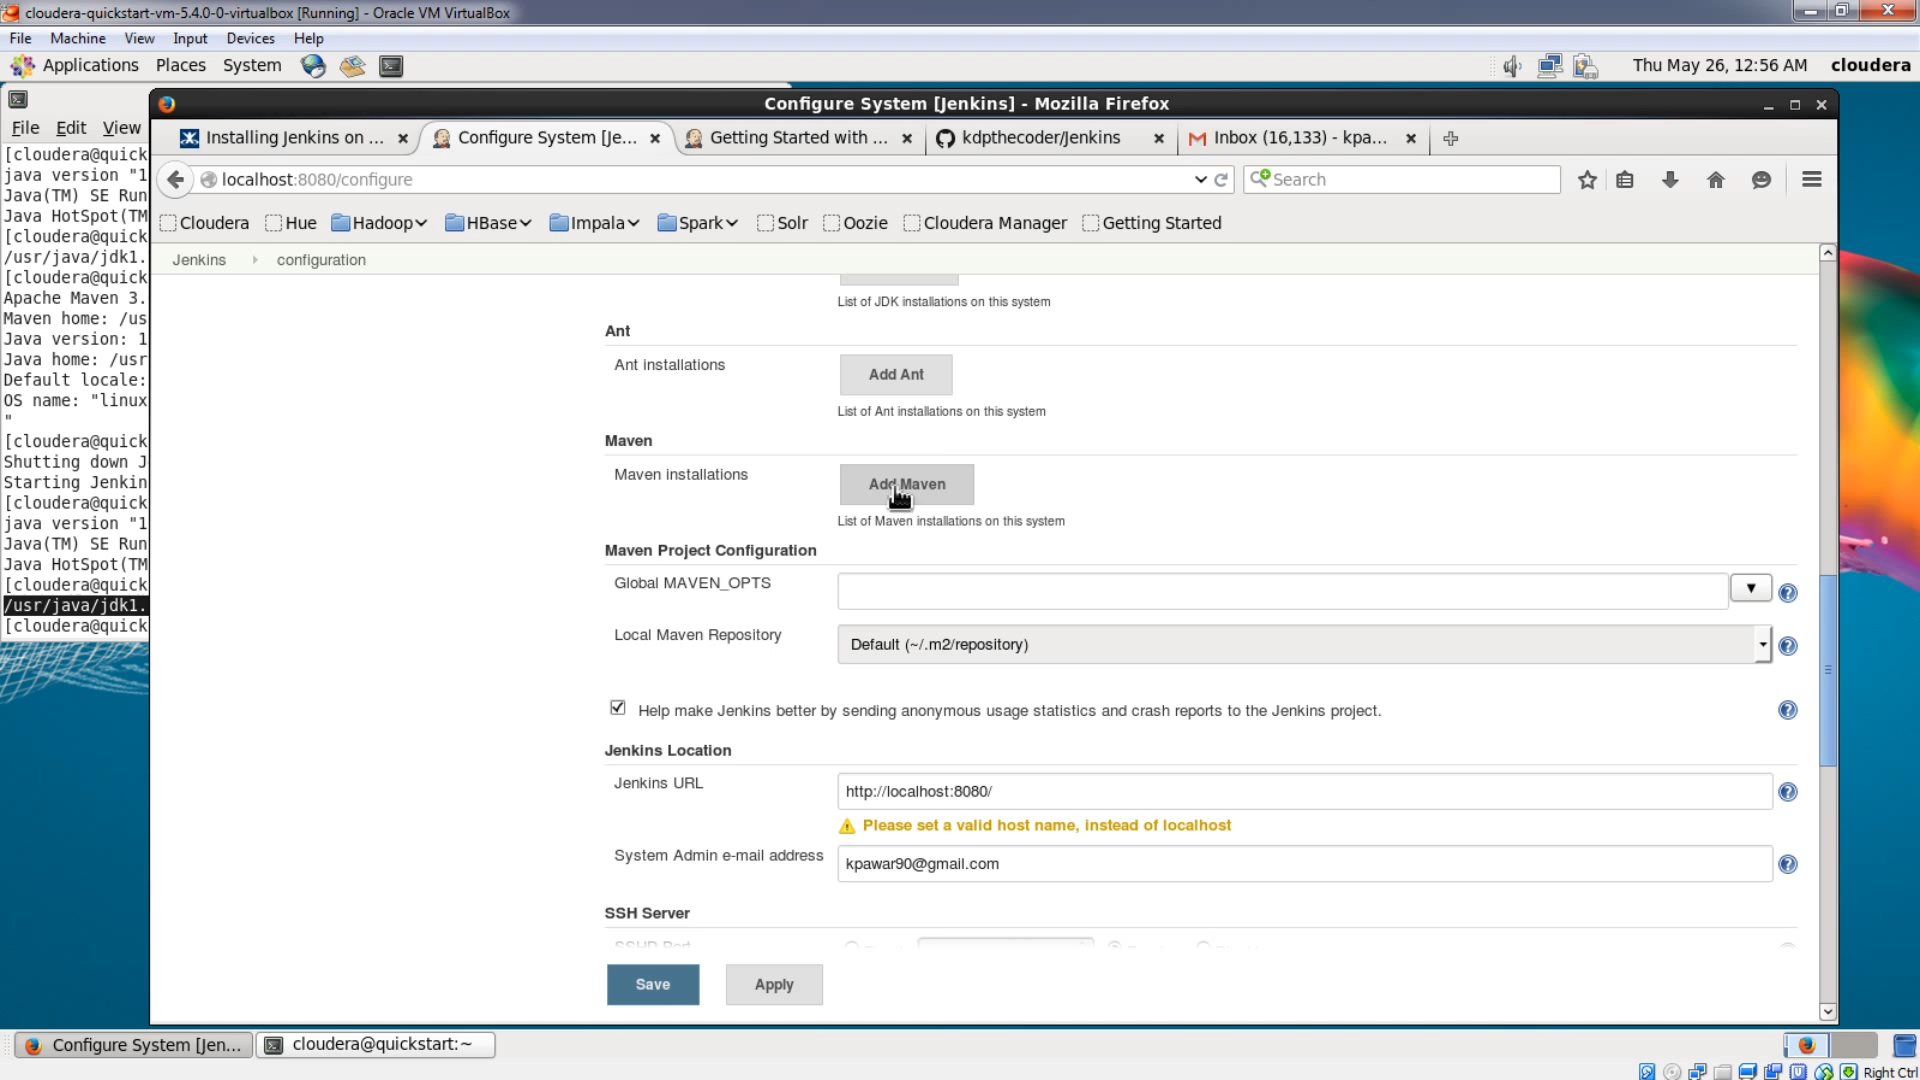 cloudera-quickstart-vm-5.4.0-0-virtualbox [Running] - Oracle VM VirtualBox
File Machine View Input Devices Help
Applications Places System Thu May 26, 12:56 AM cloudera
Configure System [Jenkins] - Mozilla Firefox
File Edit View
Installing Jenkins on ... Configure System [Je... Getting Started with ... kdpthecoder/Jenkins Inbox (16,133) - kpa...
localhost:8080/configure Search
Cloudera Hue Hadoop HBase Impala Spark Solr Oozie Cloudera Manager Getting Started
Jenkins configuration
[cloudera@quick
java version "1
Java(TM) SE Run
Java HotSpot(TM
[cloudera@quick
/usr/java/jdk1.
[cloudera@quick
Apache Maven 3.
Maven home: /us
Java version: 1
Java home: /usr
Default locale:
OS name: "linux
"
[cloudera@quick
Shutting down J
Starting Jenkin
[cloudera@quick
java version "1
Java(TM) SE Run
Java HotSpot(TM
[cloudera@quick
/usr/java/jdk1.
[cloudera@quick
List of JDK installations on this system
Ant
Ant installations Add Ant
List of Ant installations on this system
Maven
Maven installations Add Maven
List of Maven installations on this system
Maven Project Configuration
Global MAVEN_OPTS
Local Maven Repository Default (~/.m2/repository)
Help make Jenkins better by sending anonymous usage statistics and crash reports to the Jenkins project.
Jenkins Location
Jenkins URL http://localhost:8080/
Please set a valid host name, instead of localhost
System Admin e-mail address kpawar90@gmail.com
SSH Server
SSHD Port
Save Apply
Configure System [Jen... cloudera@quickstart:~
Right Ctrl